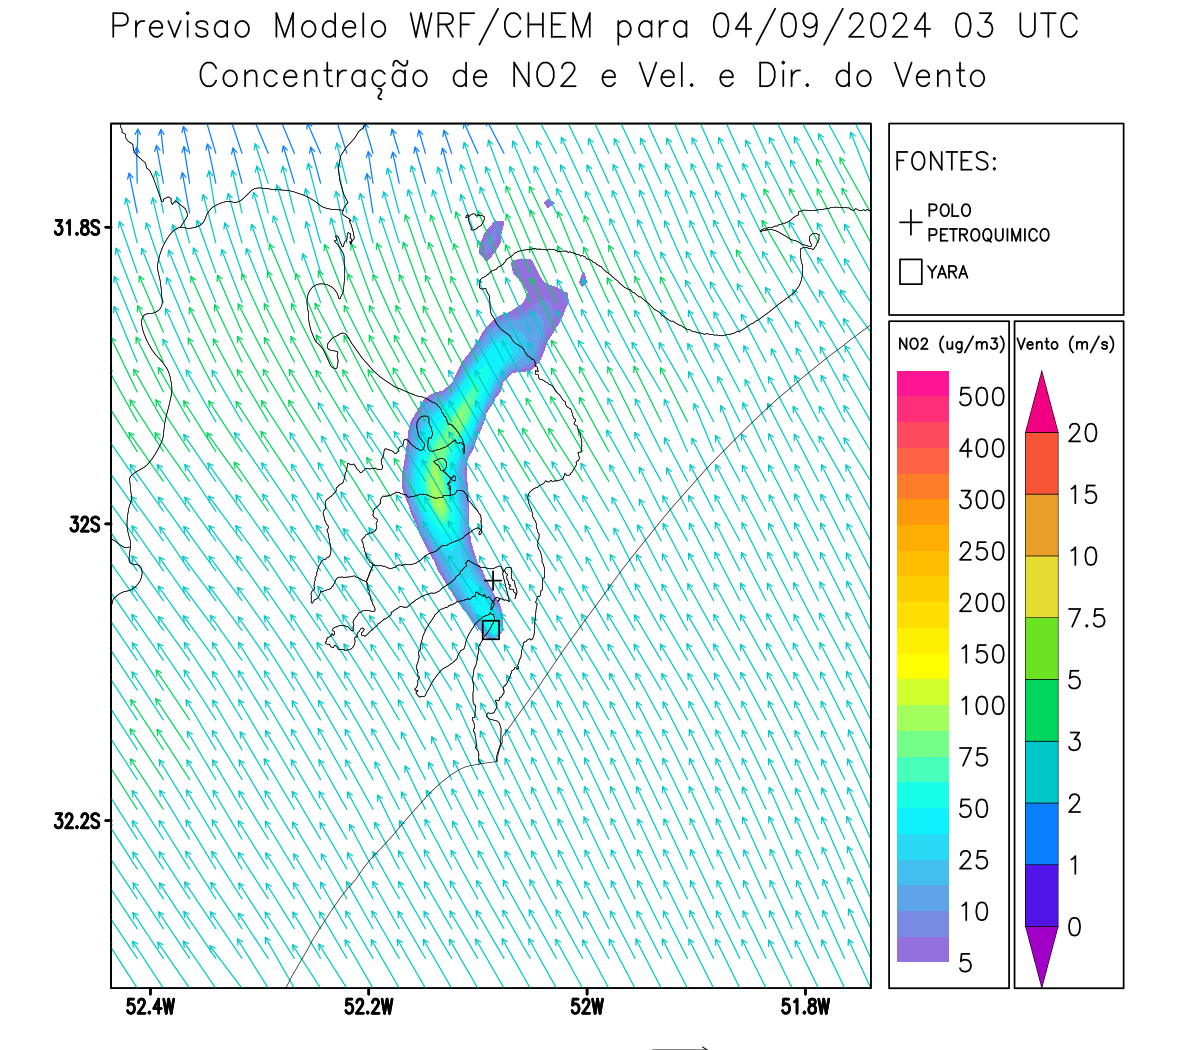 Previsao Modelo WRF/CHEM para 04/09/2024 03 UTC
Concentração de NO2 e Vel. e Dir. do Vento
FONTES:
POLO
PETROQUIMICO
YARA
NO2 (ug/m3)
500
400
300
250
200
150
100
75
50
25
10
5
Vento (m/s)
20
15
10
7.5
5
3
2
1
0
31.8S
32S
32.2S
52.4W
52.2W
52W
51.8W